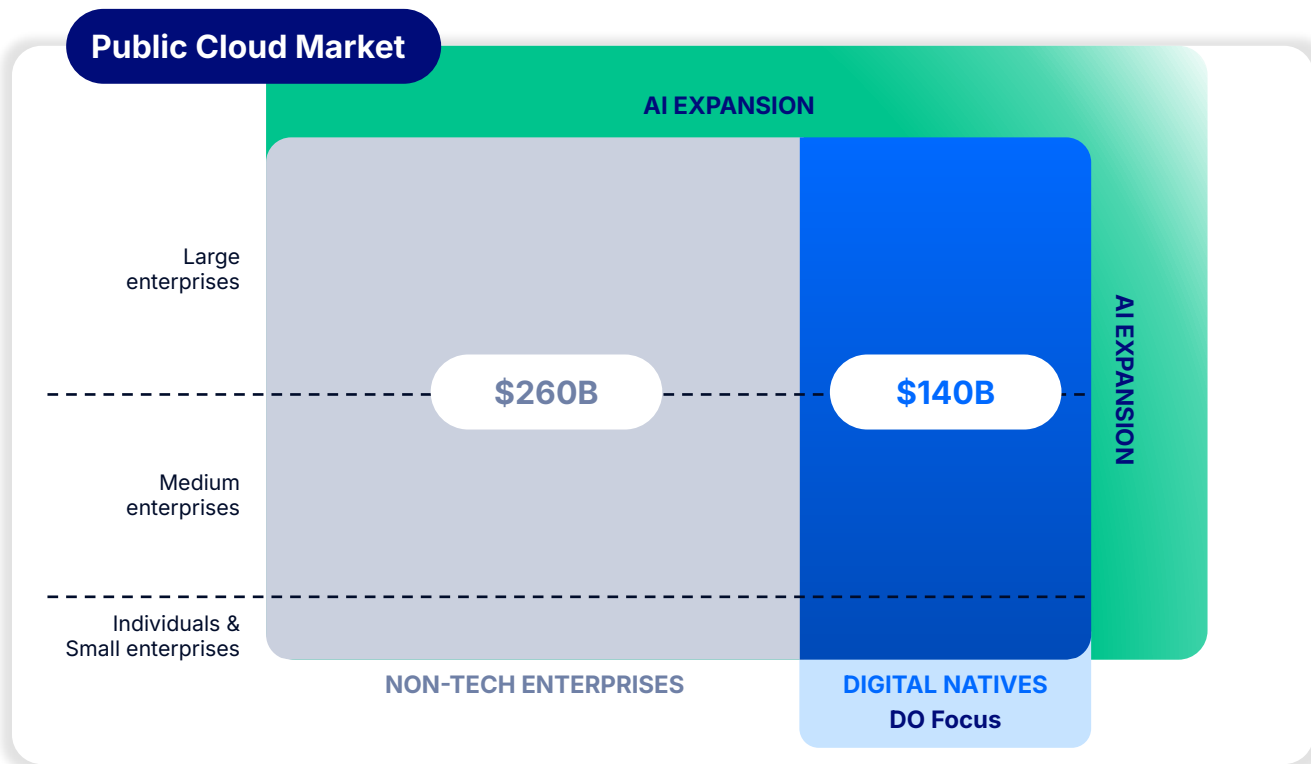 Public Cloud Market
AI EXPANSION
Large
enterprises
AI EXPANSION
$260B
$140B
Medium
enterprises
Individuals &
Small enterprises
NON-TECH ENTERPRISES
DIGITAL NATIVES
DO Focus